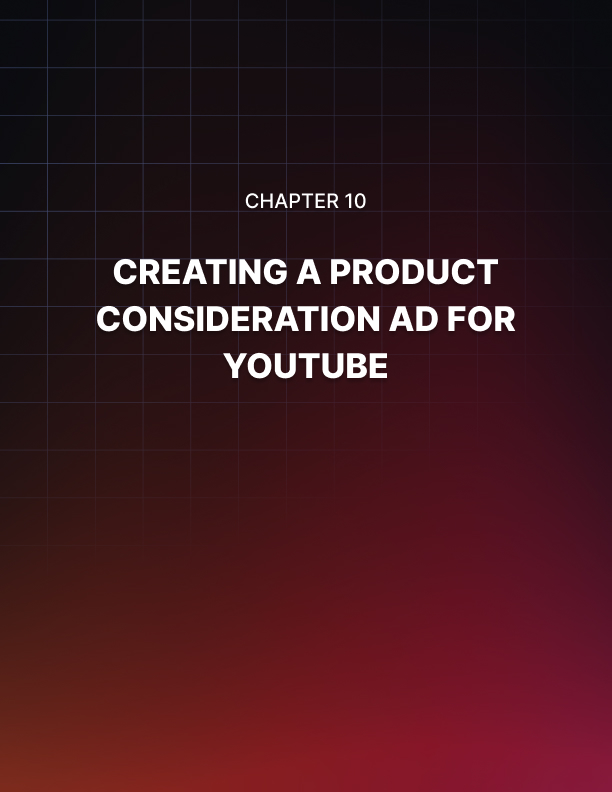 CHAPTER 10
CREATING A PRODUCT
CONSIDERATION AD FOR
YOUTUBE